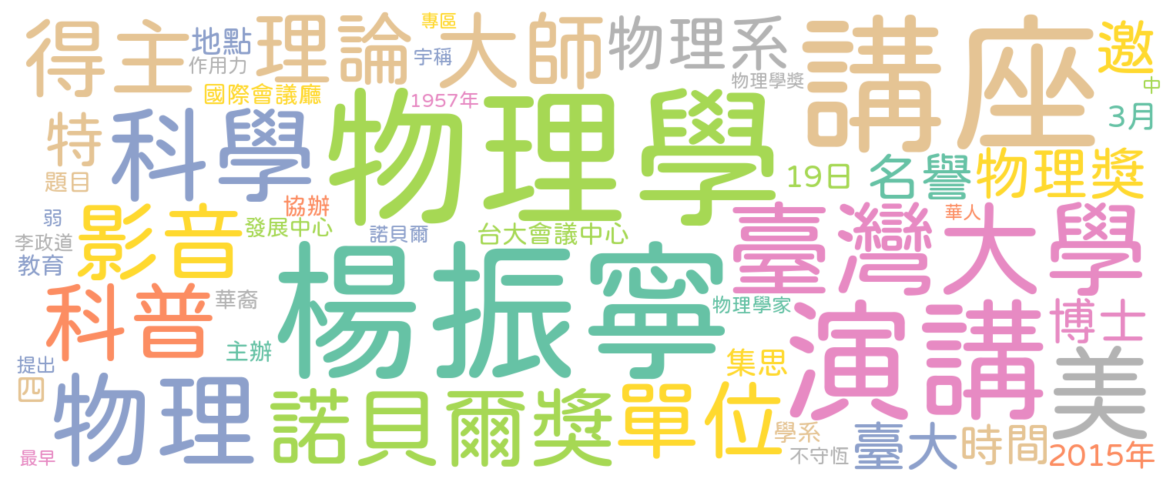 得主
地點
作用力
理論
專區
大師
宇稱
物理系
物理學獎
講座
邀
中
3月
國際會議廳
1957年
特
科學
物理學
題目
19日
名譽
物理獎
弱
影音
協辦
發展中心
諾貝爾
台大會議中心
臺灣大學
華人
李政道
教育
科普
華裔
楊振寧
物理學家
演講
博士
主辦
集思
美
提出
四
物理
諾貝爾獎
單位
學系
不守恆
臺大
時間
2015年
最早